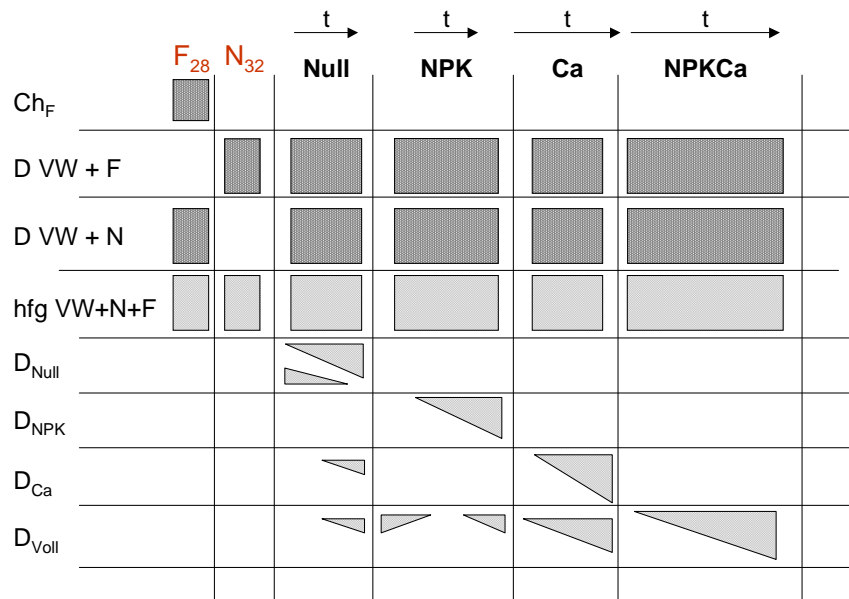 t t t t
F28 N32 Null NPK Ca NPKCa
ChF
D VW + F
D VW + N
hfg VW+N+F
DNull
DNPK
DCa
DVoll